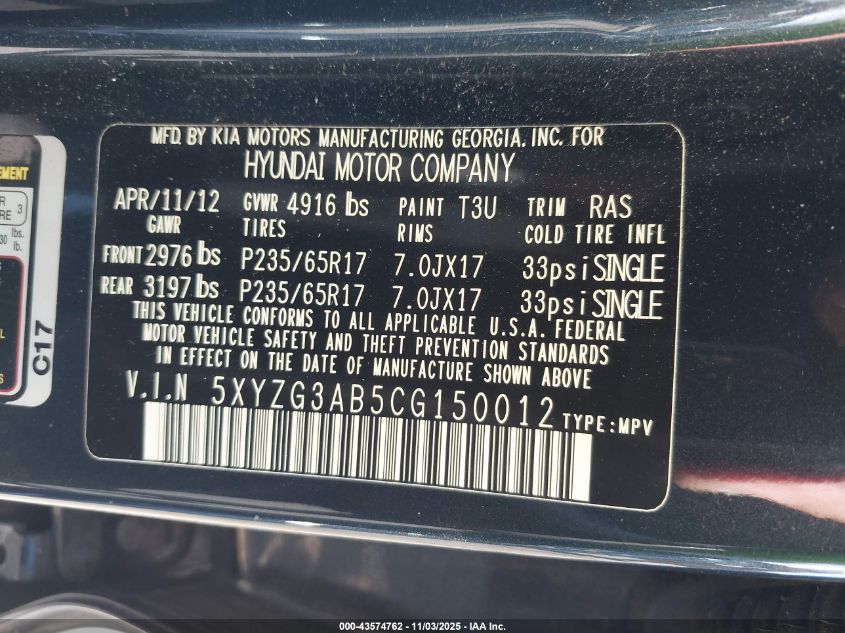 MFD. BY KIA MOTORS MANUFACTURING GEORGIA. INC. FOR
HYUNDAI MOTOR COMPANY
APR/11/12 GVWR 4916 lbs PAINT T3U TRIM RAS
GAWR TIRES RIMS COLD TIRE INFL
FRONT 2976 lbs P235/65R17 7.0JX17 33psi SINGLE
REAR 3197 lbs P235/65R17 7.0JX17 33psi SINGLE
THIS VEHICLE CONFORMS TO ALL APPLICABLE U.S.A. FEDERAL
MOTOR VEHICLE SAFETY AND THEFT PREVENTION STANDARDS
IN EFFECT ON THE DATE OF MANUFACTURE SHOWN ABOVE
V.I.N 5XYZG3AB5CG150012 TYPE:MPV
3
lbs.
lb.
C17
000-43574762 - 11/03/2025 - IAA Inc.